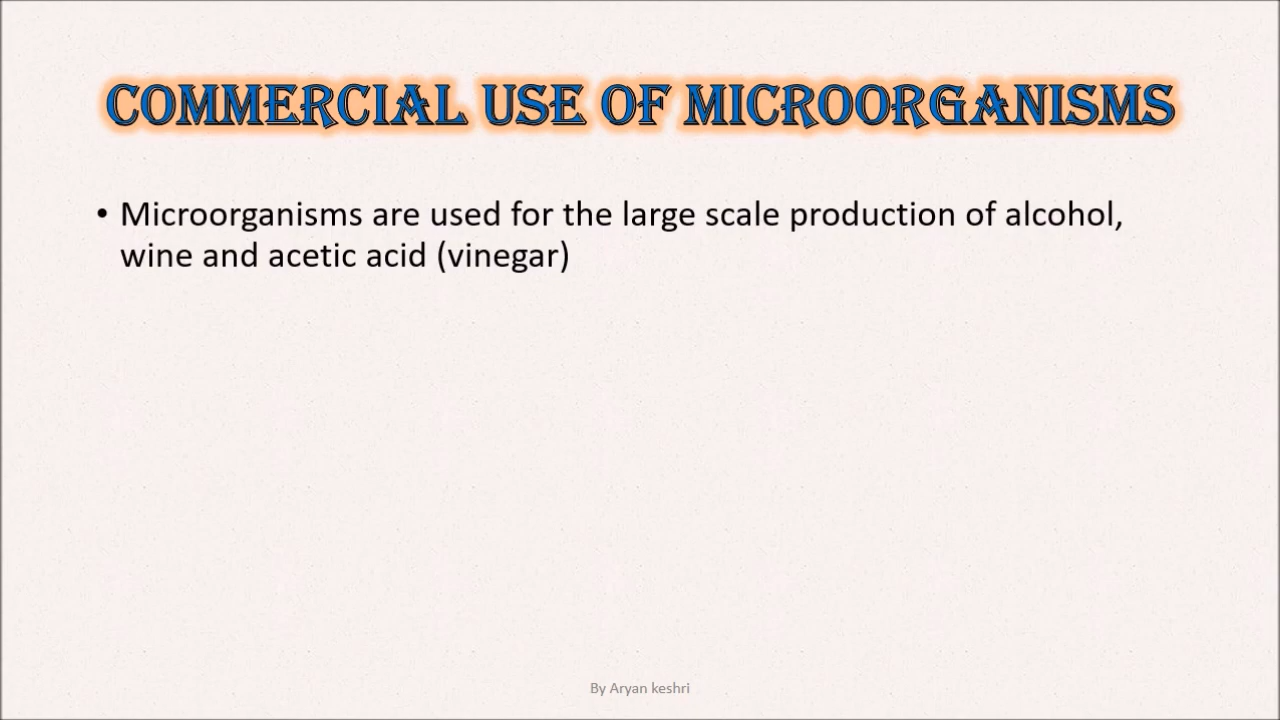 COMMERCIAL USE OF MICROORGANISMS
• Microorganisms are used for the large scale production of alcohol,
wine and acetic acid (vinegar)
By Aryan keshri